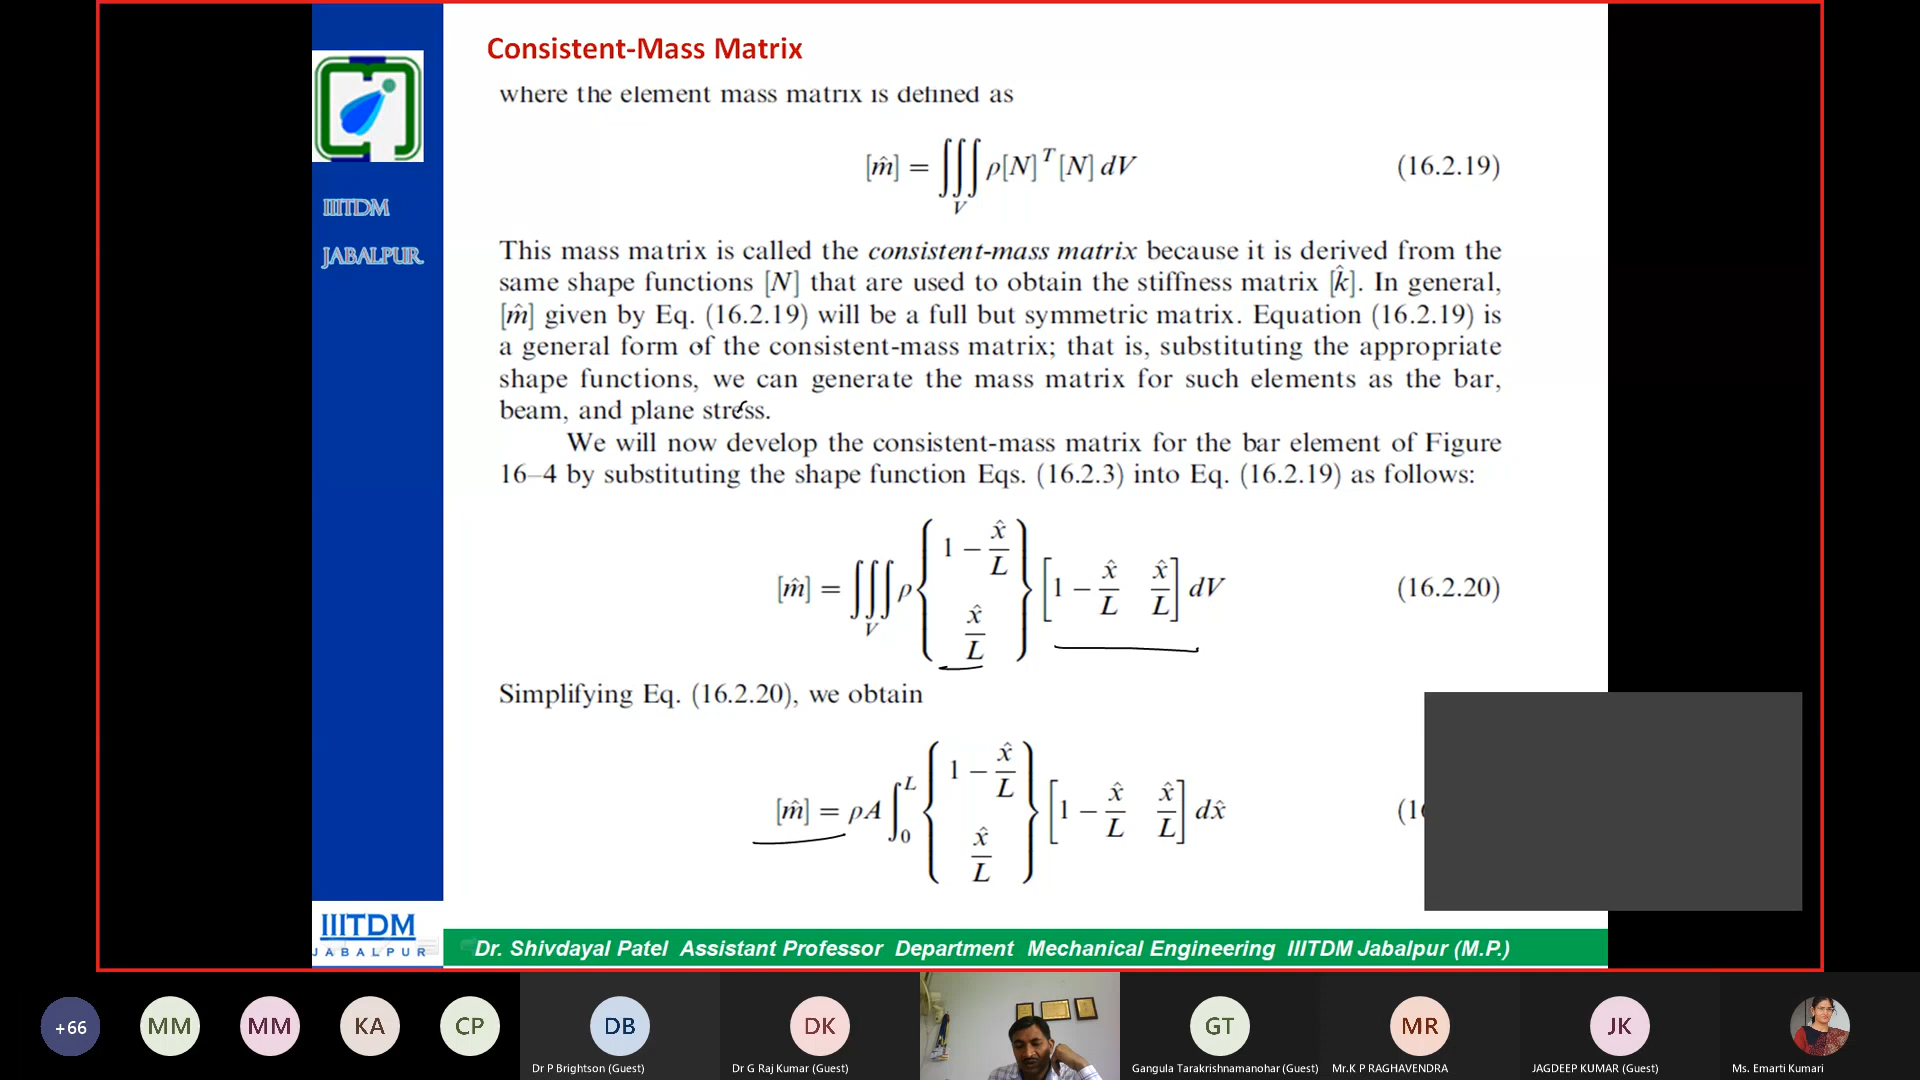 Consistent-Mass Matrix
where the element mass matrix is defined as
[m̂] = ∭_V ρ[N]^T [N] dV (16.2.19)
This mass matrix is called the consistent-mass matrix because it is derived from the
same shape functions [N] that are used to obtain the stiffness matrix [k̂]. In general,
[m̂] given by Eq. (16.2.19) will be a full but symmetric matrix. Equation (16.2.19) is
a general form of the consistent-mass matrix; that is, substituting the appropriate
shape functions, we can generate the mass matrix for such elements as the bar,
beam, and plane stress.
We will now develop the consistent-mass matrix for the bar element of Figure
16–4 by substituting the shape function Eqs. (16.2.3) into Eq. (16.2.19) as follows:
[m̂] = ∭_V ρ { 1 − x̂/L ; x̂/L } [ 1 − x̂/L  x̂/L ] dV (16.2.20)
Simplifying Eq. (16.2.20), we obtain
[m̂] = ρA ∫_0^L { 1 − x̂/L ; x̂/L } [ 1 − x̂/L  x̂/L ] dx̂
IIITDM
JABALPUR
IIITDM
JABALPUR
Dr. Shivdayal Patel Assistant Professor Department Mechanical Engineering IIITDM Jabalpur (M.P.)
+66
MM
MM
KA
CP
DB
DK
GT
MR
JK
Dr P Brightson (Guest)
Dr G Raj Kumar (Guest)
Gangula Tarakrishnamanohar (Guest)
Mr.K P RAGHAVENDRA
JAGDEEP KUMAR (Guest)
Ms. Emarti Kumari